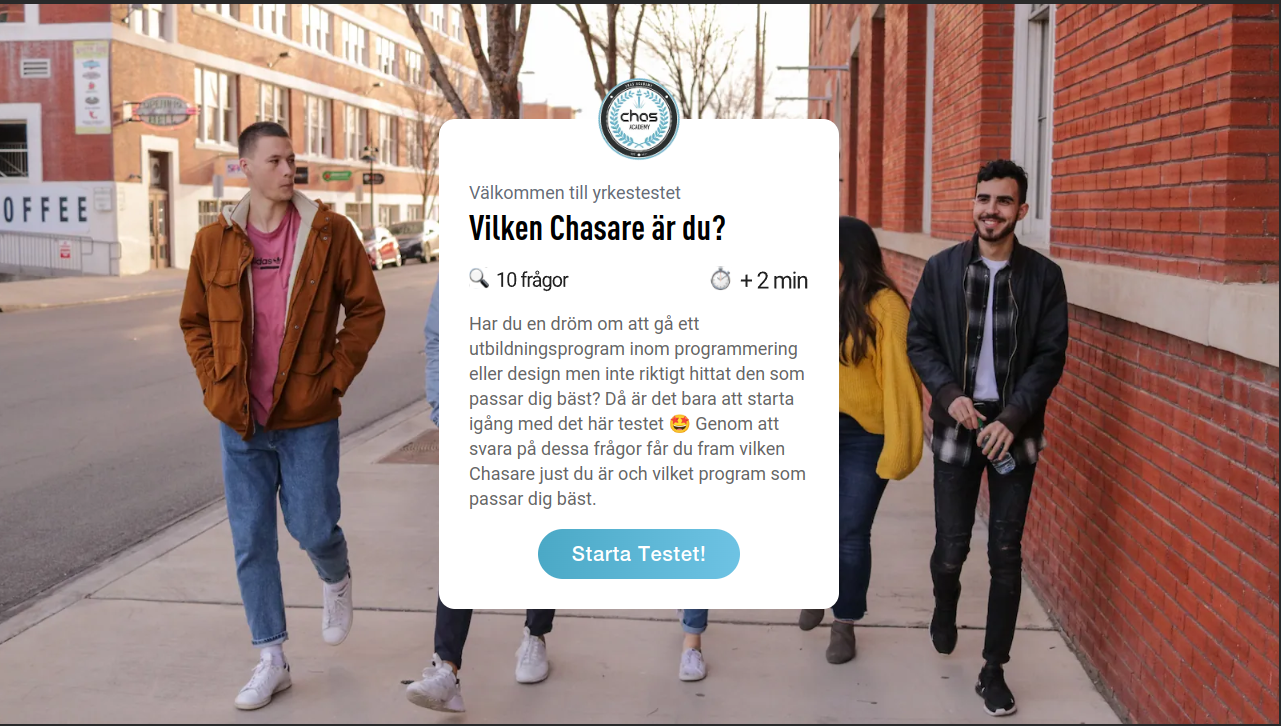 OFFEE
adidas
CHAS ACADEMY
chas
ACADEMY
Välkommen till yrkestestet
Vilken Chasare är du?
🔍 10 frågor
⏱️ + 2 min
Har du en dröm om att gå ett
utbildningsprogram inom programmering
eller design men inte riktigt hittat den som
passar dig bäst? Då är det bara att starta
igång med det här testet 🤩 Genom att
svara på dessa frågor får du fram vilken
Chasare just du är och vilket program som
passar dig bäst.
Starta Testet!